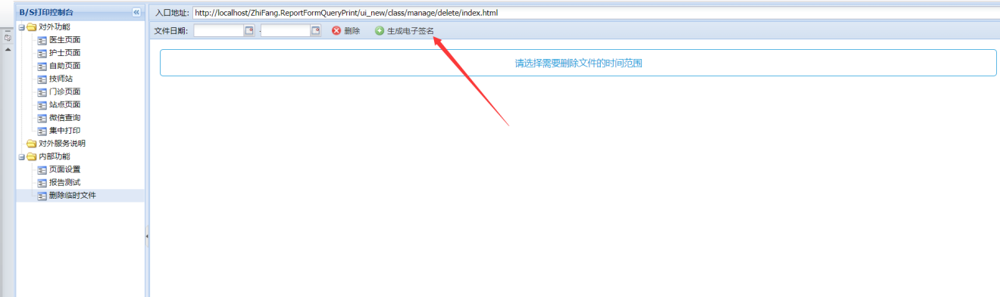 B/S打印控制台
对外功能
医生页面
护士页面
自助页面
技师站
门诊页面
站点页面
微信查询
集中打印
对外服务说明
内部功能
页面设置
报告测试
删除临时文件
入口地址: http://localhost/ZhiFang.ReportFormQueryPrint/ui_new/class/manage/delete/index.html
文件日期: - 删除 生成电子签名
请选择需要删除文件的时间范围